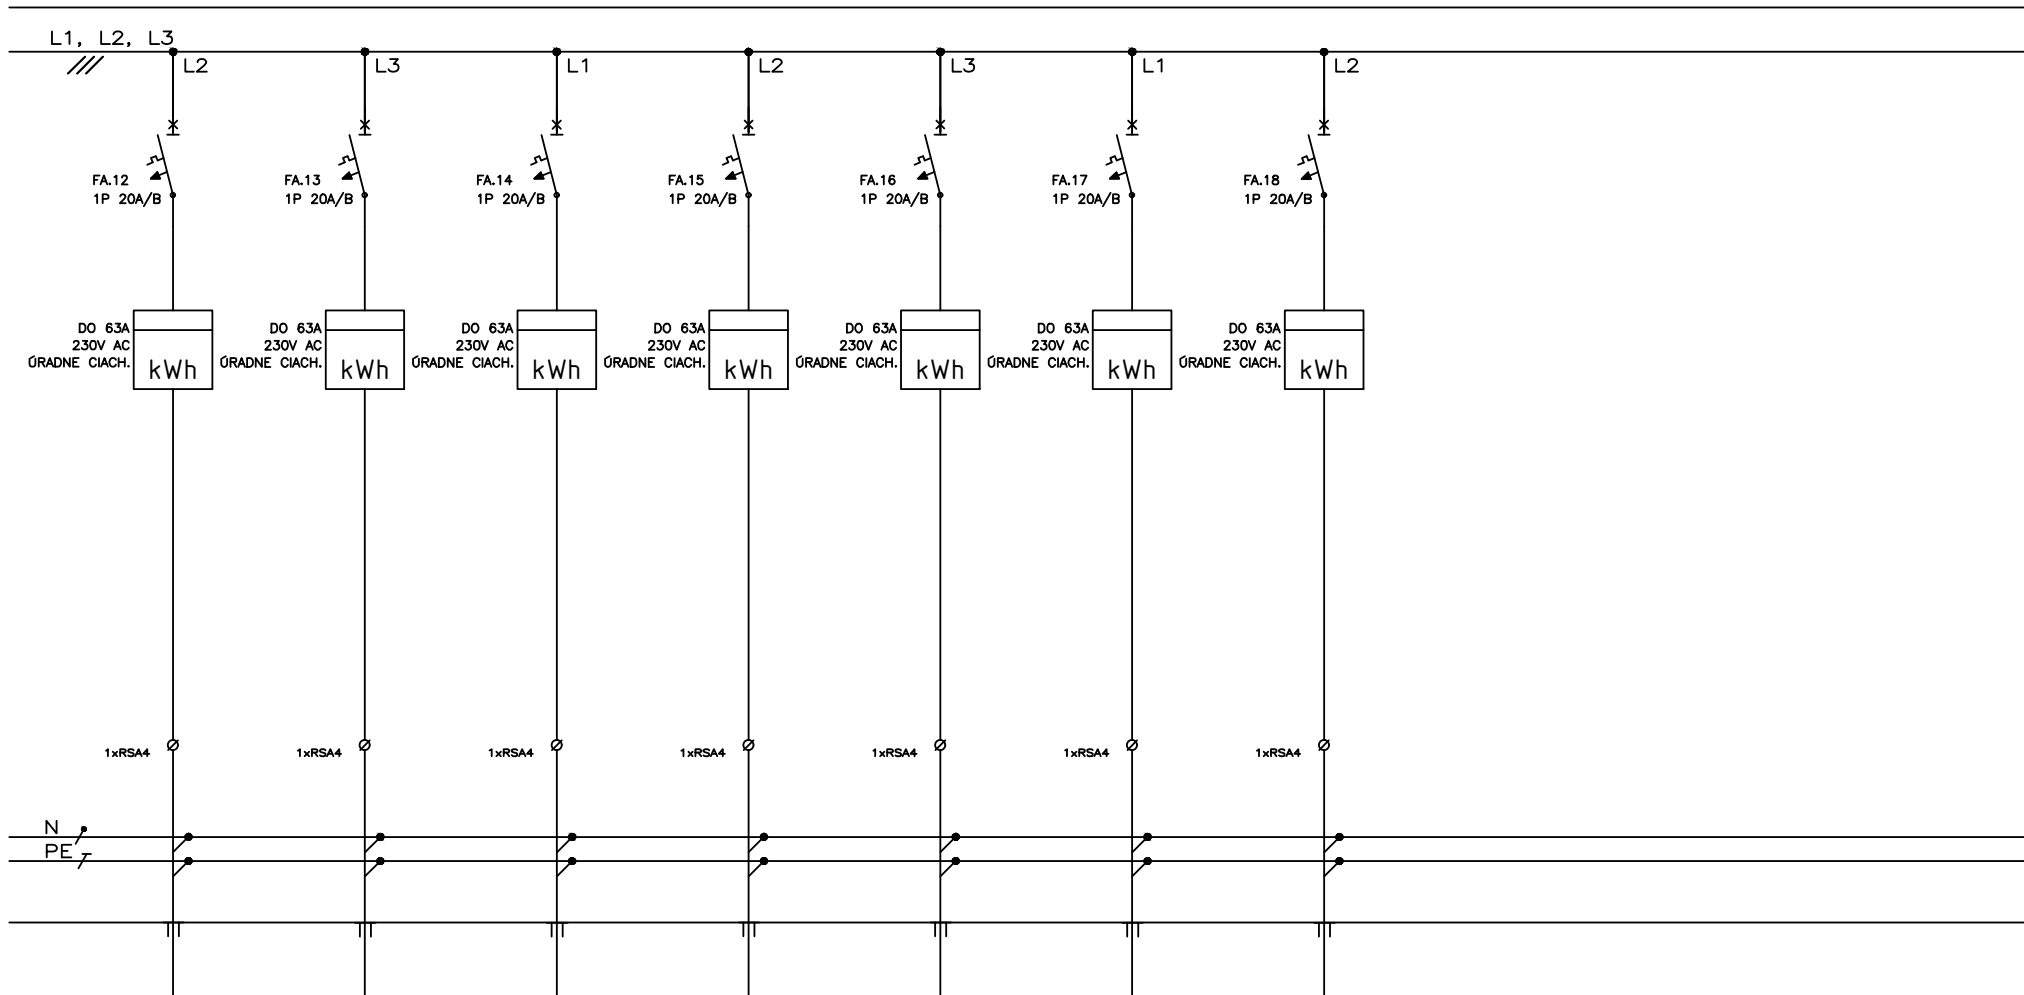 L1, L2, L3
L2 L3 L1 L2 L3 L1 L2
FA.12 FA.13 FA.14 FA.15 FA.16 FA.17 FA.18
1P 20A/B 1P 20A/B 1P 20A/B 1P 20A/B 1P 20A/B 1P 20A/B 1P 20A/B
DO 63A DO 63A DO 63A DO 63A DO 63A DO 63A DO 63A
230V AC 230V AC 230V AC 230V AC 230V AC 230V AC 230V AC
ÚRADNE CIACH. ÚRADNE CIACH. ÚRADNE CIACH. ÚRADNE CIACH. ÚRADNE CIACH. ÚRADNE CIACH. ÚRADNE CIACH.
kWh kWh kWh kWh kWh kWh kWh
1xRSA4 1xRSA4 1xRSA4 1xRSA4 1xRSA4 1xRSA4 1xRSA4
N
PE